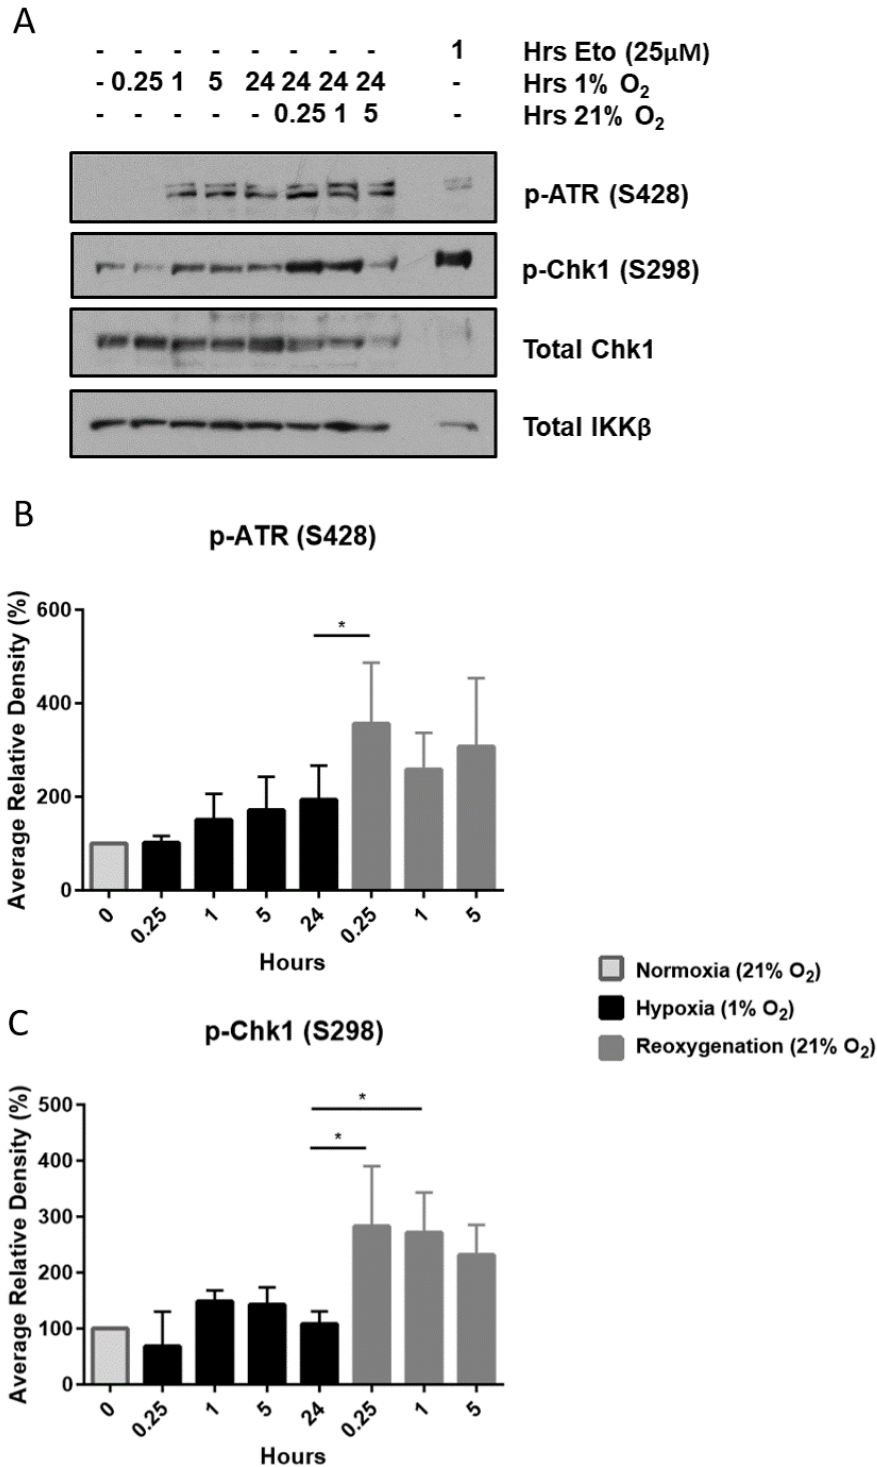 A
- - - - - - - - 1 Hrs Eto (25µM)
- 0.25 1 5 24 24 24 24 - Hrs 1% O2
- - - - - 0.25 1 5 - Hrs 21% O2
p-ATR (S428)
p-Chk1 (S298)
Total Chk1
Total IKKβ
B
p-ATR (S428)
Average Relative Density (%)
600
*
400
200
0
0 0.25 1 5 24 0.25 1 5
Hours
Normoxia (21% O2)
Hypoxia (1% O2)
Reoxygenation (21% O2)
C
p-Chk1 (S298)
Average Relative Density (%)
500
*
*
400
300
200
100
0
0 0.25 1 5 24 0.25 1 5
Hours